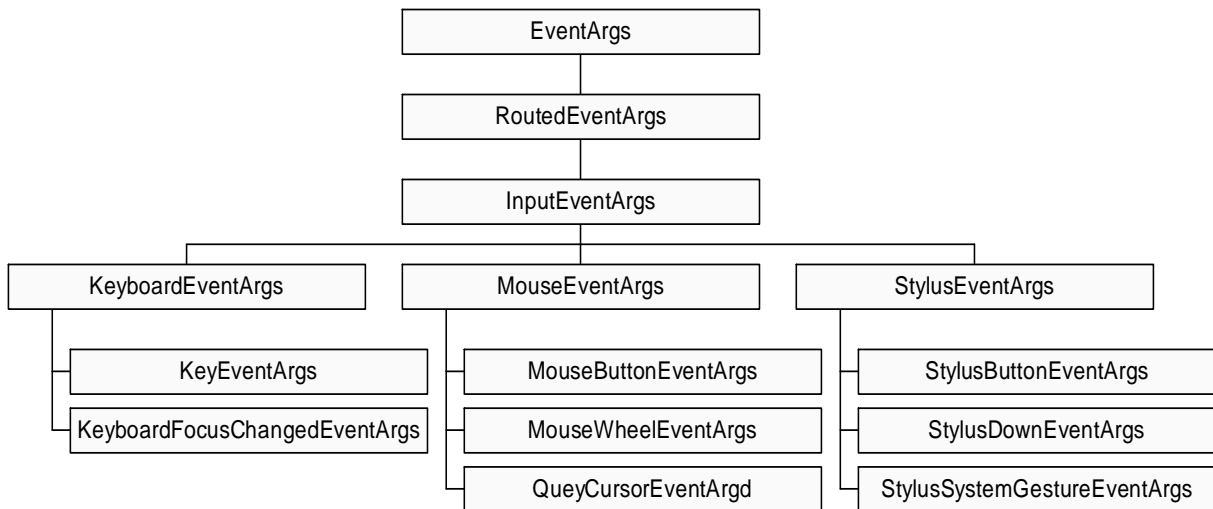 EventArgs
RoutedEventArgs
InputEventArgs
KeyboardEventArgs
MouseEventArgs
StylusEventArgs
KeyEventArgs
MouseButtonEventArgs
StylusButtonEventArgs
KeyboardFocusChangedEventArgs
MouseWheelEventArgs
StylusDownEventArgs
QueyCursorEventArgd
StylusSystemGestureEventArgs